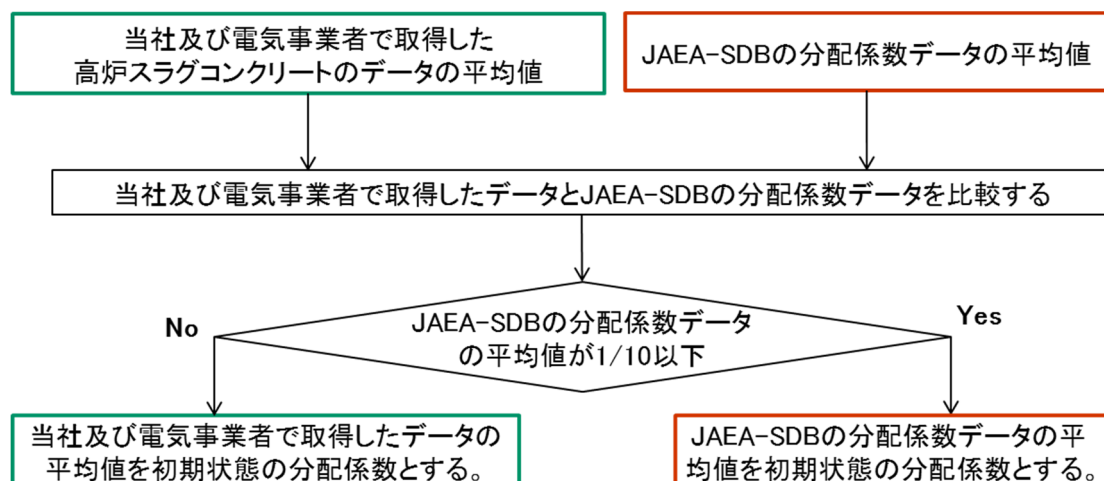 当社及び電気事業者で取得した
高炉スラグコンクリートのデータの平均値
JAEA-SDBの分配係数データの平均値
当社及び電気事業者で取得したデータとJAEA-SDBの分配係数データを比較する
No
JAEA-SDBの分配係数データ
の平均値が1/10以下
Yes
当社及び電気事業者で取得したデータの
平均値を初期状態の分配係数とする。
JAEA-SDBの分配係数データの平
均値を初期状態の分配係数とする。